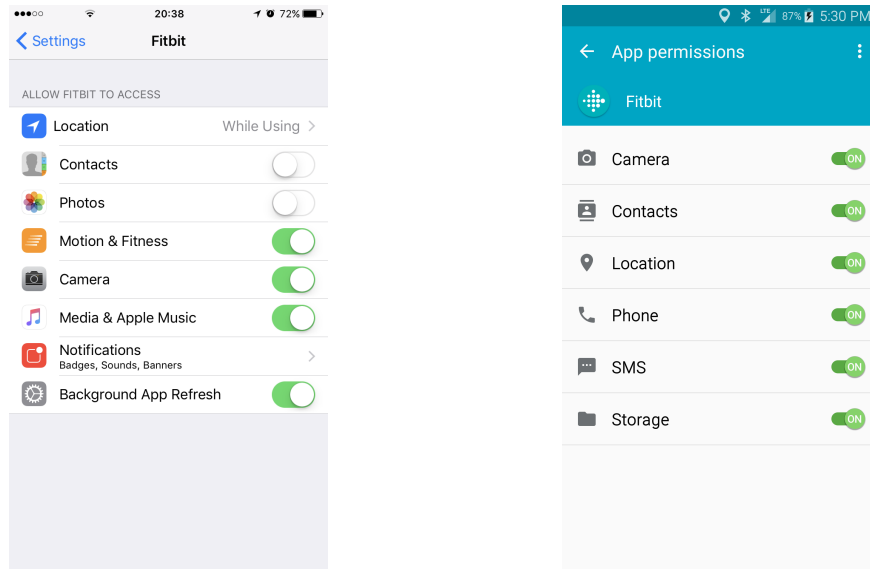 20:38
72%
Settings
Fitbit
ALLOW FITBIT TO ACCESS
Location
While Using
Contacts
Photos
Motion & Fitness
Camera
Media & Apple Music
Notifications
Badges, Sounds, Banners
Background App Refresh
LTE 87% 5:30 PM
App permissions
Fitbit
Camera ON
Contacts ON
Location ON
Phone ON
SMS ON
Storage ON